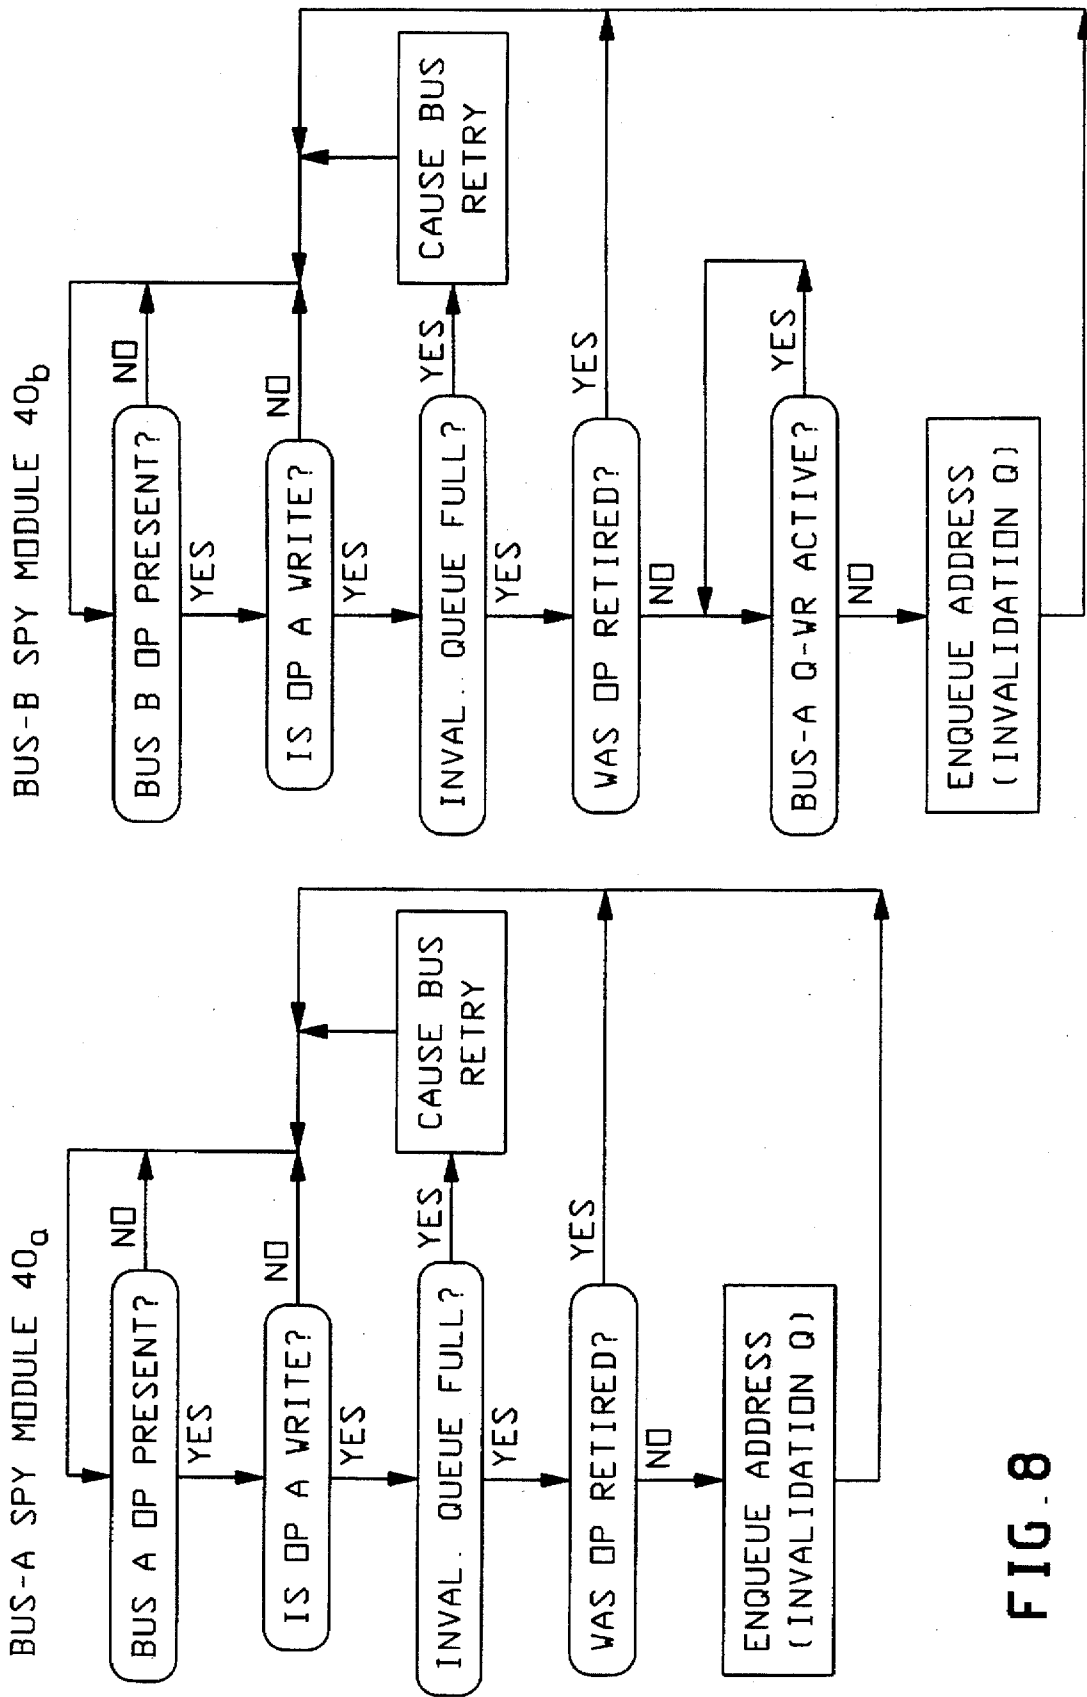 BUS-A SPY MODULE 40a
BUS A OP PRESENT?
NO
YES
IS OP A WRITE?
NO
YES
INVAL. QUEUE FULL?
YES
CAUSE BUS
RETRY
YES
WAS OP RETIRED?
YES
NO
ENQUEUE ADDRESS
(INVALIDATION Q)
BUS-B SPY MODULE 40b
BUS B OP PRESENT?
NO
YES
IS OP A WRITE?
NO
YES
INVAL.. QUEUE FULL?
YES
CAUSE BUS
RETRY
YES
WAS OP RETIRED?
YES
NO
BUS-A Q-WR ACTIVE?
YES
NO
ENQUEUE ADDRESS
(INVALIDATION Q)
FIG.8